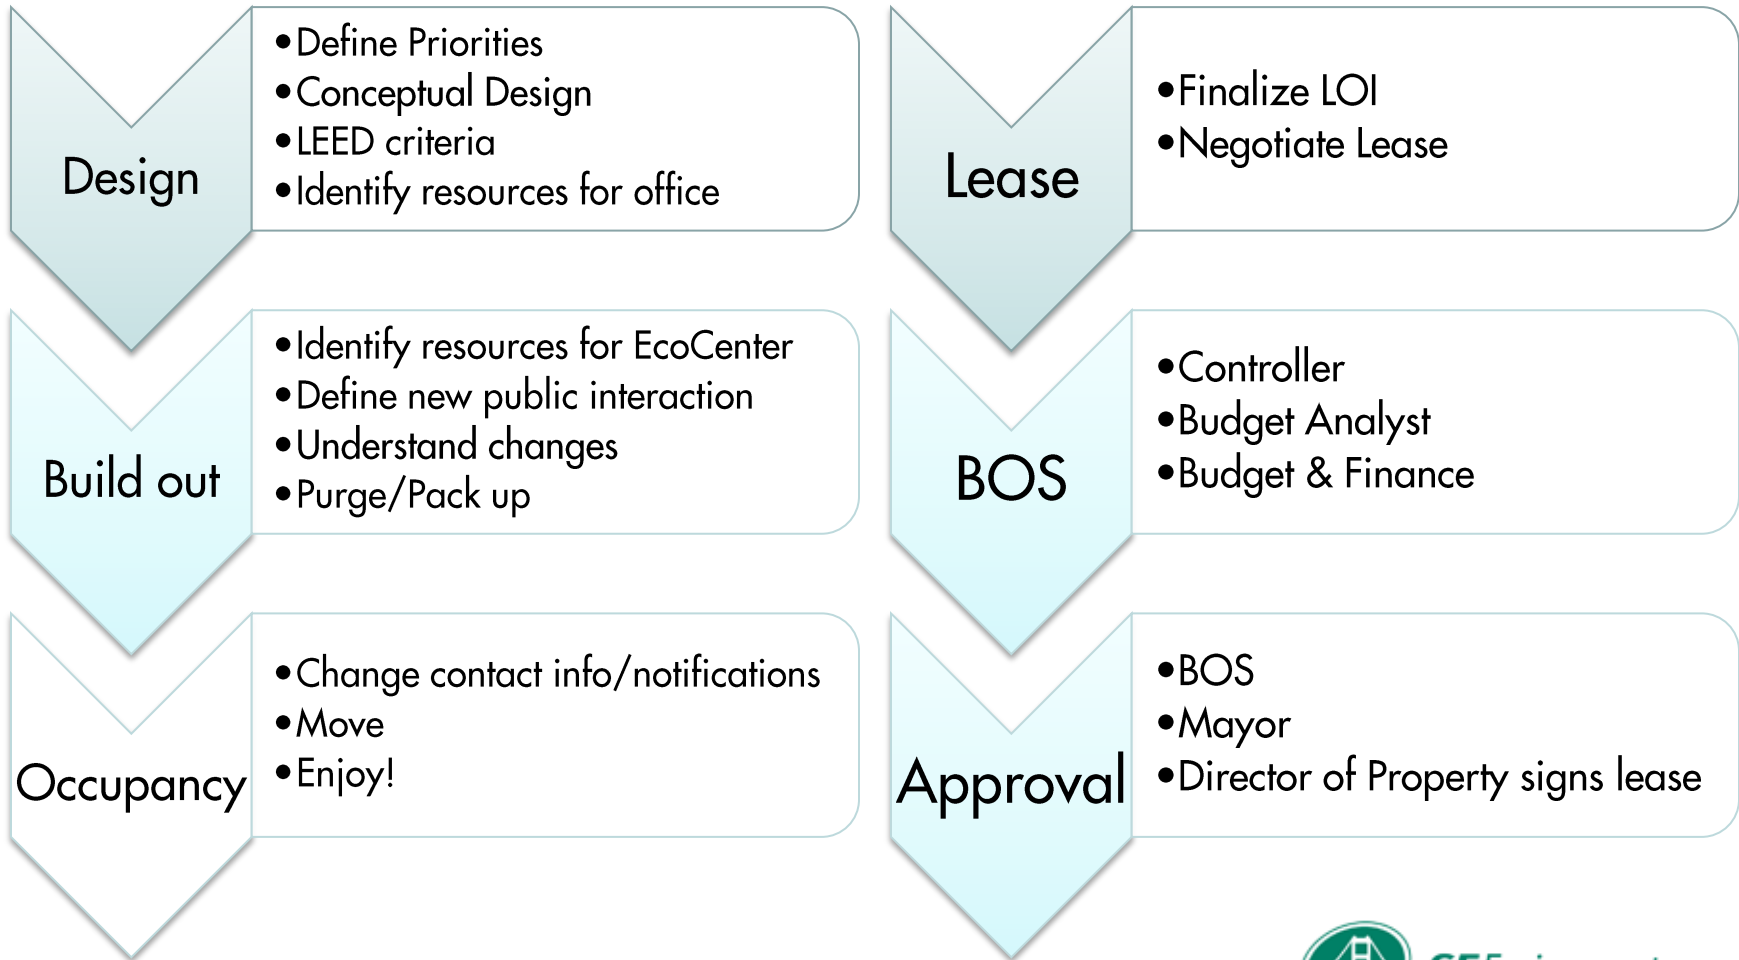 Design
•Define Priorities
•Conceptual Design
•LEED criteria
•Identify resources for office
Build out
•Identify resources for EcoCenter
•Define new public interaction
•Understand changes
•Purge/Pack up
Occupancy
•Change contact info/notifications
•Move
•Enjoy!
Lease
•Finalize LOI
•Negotiate Lease
BOS
•Controller
•Budget Analyst
•Budget & Finance
Approval
•BOS
•Mayor
•Director of Property signs lease